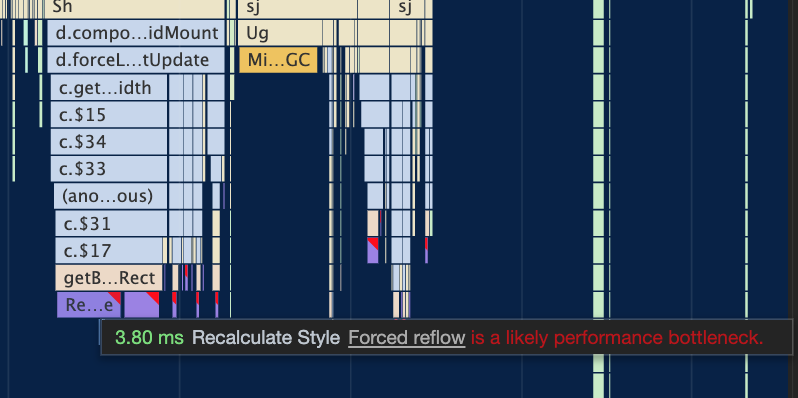 Sh sj sj
d.compo...idMount Ug
d.forceL...tUpdate Mi...GC
c.get...idth
c.$15
c.$34
c.$33
(ano...ous)
c.$31
c.$17
getB...Rect
Re...e
3.80 ms Recalculate Style Forced reflow is a likely performance bottleneck.